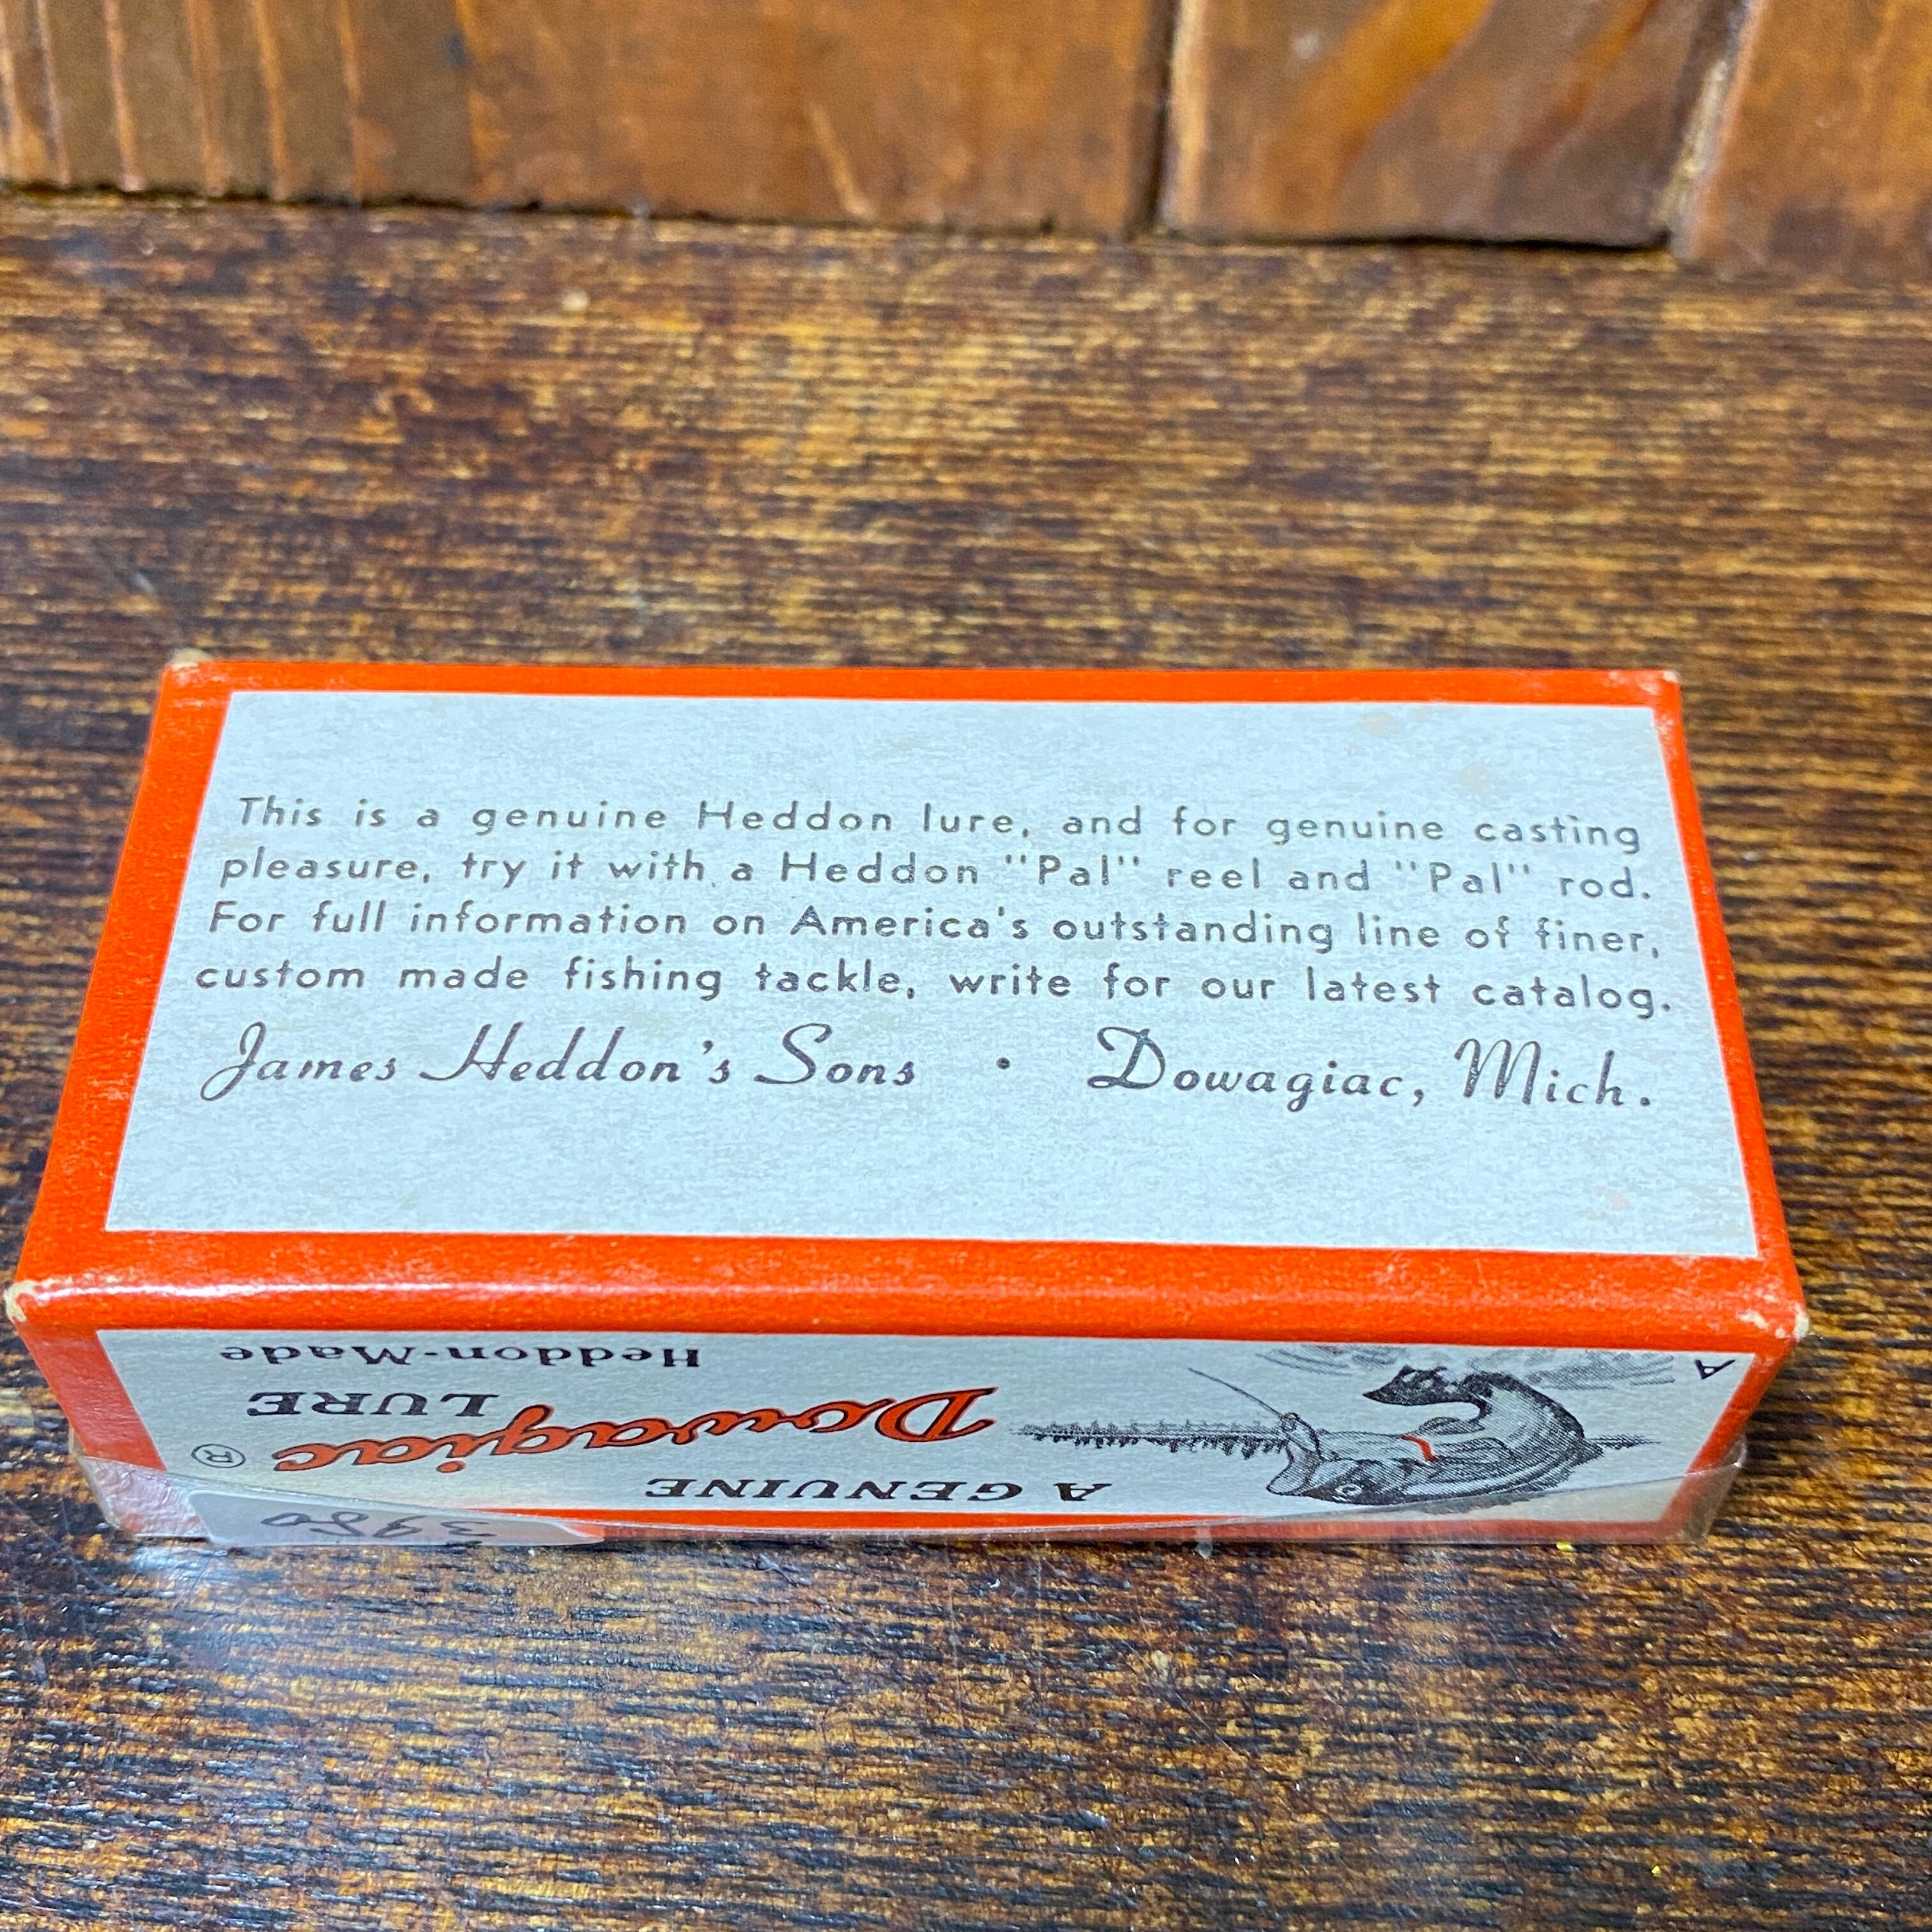 This is a genuine Heddon lure, and for genuine casting
pleasure, try it with a Heddon "Pal" reel and "Pal" rod.
For full information on America's outstanding line of finer,
custom made fishing tackle, write for our latest catalog.
James Heddon's Sons · Dowagiac, Mich.
A GENUINE
Dowagiac ®
LURE
Heddon-Made
A